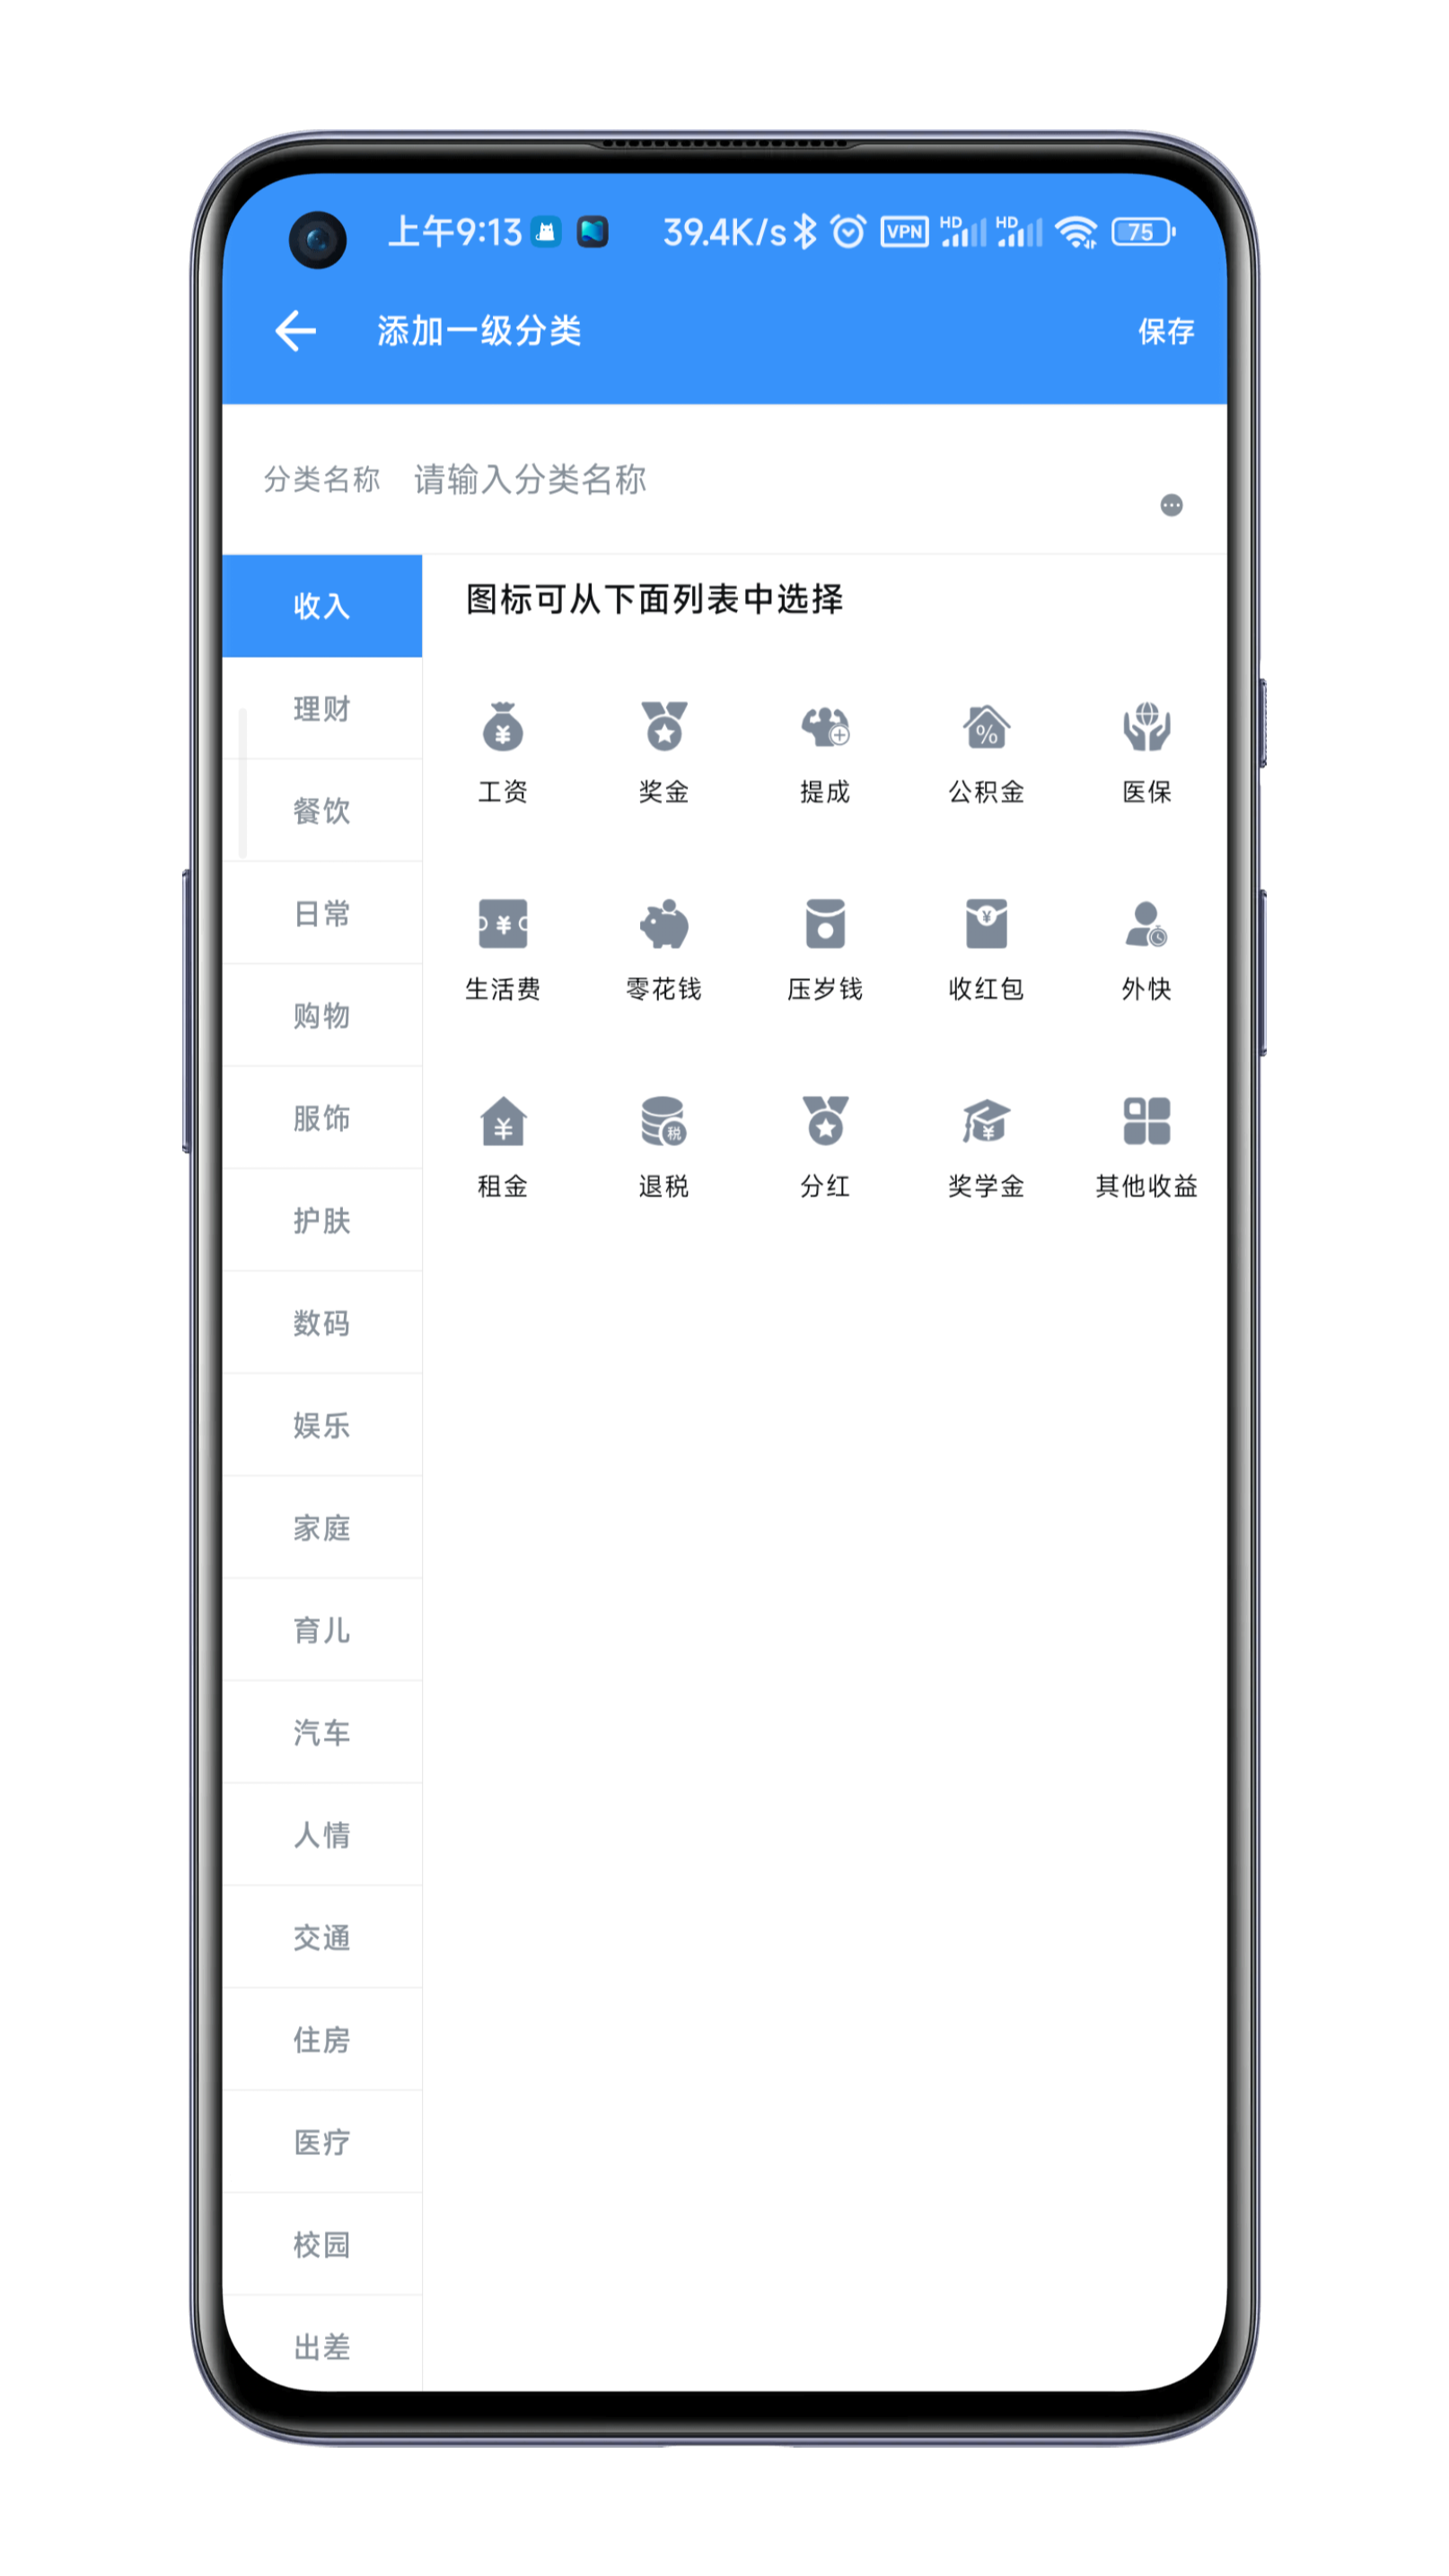 上午9:13 39.4K/s VPN HD HD 75
添加一级分类 保存
分类名称 请输入分类名称
收入
理财
餐饮
日常
购物
服饰
护肤
数码
娱乐
家庭
育儿
汽车
人情
交通
住房
医疗
校园
出差
图标可从下面列表中选择
¥ %
工资 奖金 提成 公积金 医保
¥ ¥
生活费 零花钱 压岁钱 收红包 外快
¥ 税 ¥
租金 退税 分红 奖学金 其他收益